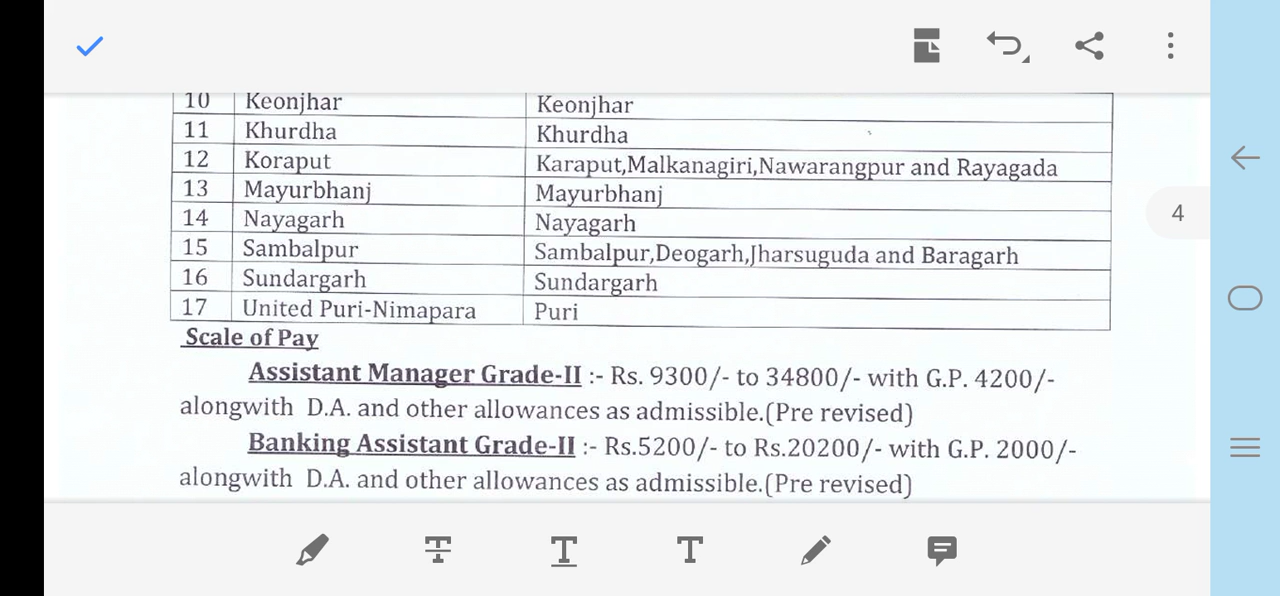 10 Keonjhar Keonjhar
11 Khurdha Khurdha
12 Koraput Karaput,Malkanagiri,Nawarangpur and Rayagada
13 Mayurbhanj Mayurbhanj
4
14 Nayagarh Nayagarh
15 Sambalpur Sambalpur,Deogarh,Jharsuguda and Baragarh
16 Sundargarh Sundargarh
17 United Puri-Nimapara Puri
Scale of Pay
Assistant Manager Grade-II :- Rs. 9300/- to 34800/- with G.P. 4200/-
alongwith D.A. and other allowances as admissible.(Pre revised)
Banking Assistant Grade-II :- Rs.5200/- to Rs.20200/- with G.P. 2000/-
alongwith D.A. and other allowances as admissible.(Pre revised)